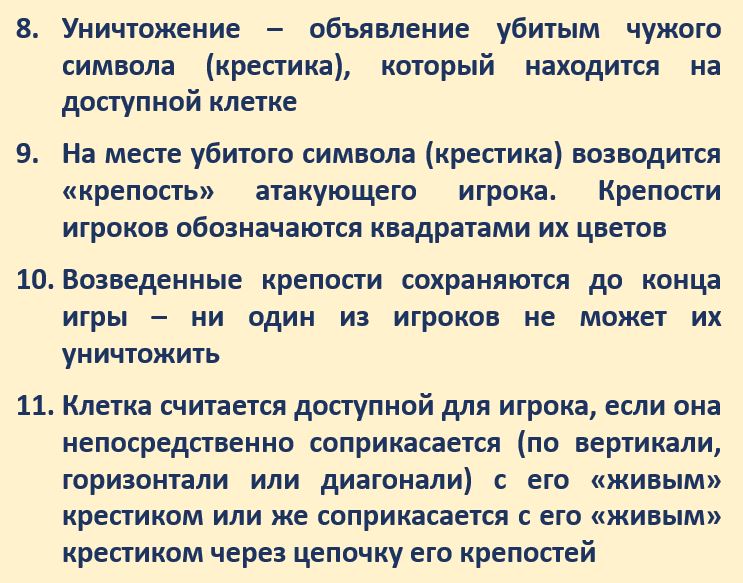 8. Уничтожение – объявление убитым чужого
символа (крестика), который находится на
доступной клетке
9. На месте убитого символа (крестика) возводится
«крепость» атакующего игрока. Крепости
игроков обозначаются квадратами их цветов
10. Возведенные крепости сохраняются до конца
игры – ни один из игроков не может их
уничтожить
11. Клетка считается доступной для игрока, если она
непосредственно соприкасается (по вертикали,
горизонтали или диагонали) с его «живым»
крестиком или же соприкасается с его «живым»
крестиком через цепочку его крепостей